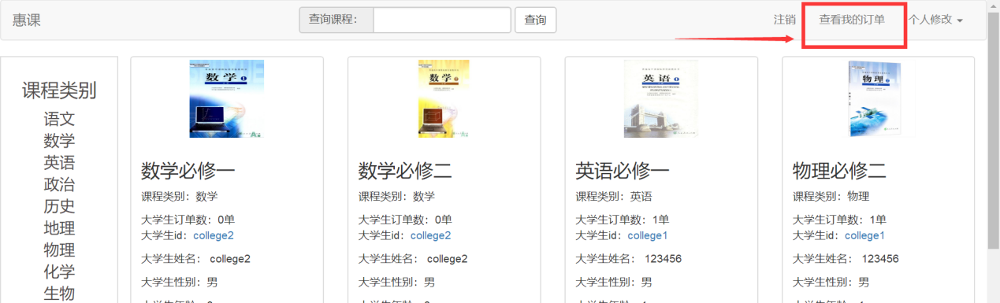 惠课
查询课程：
查询
注销
查看我的订单
个人修改
课程类别
语文
数学
英语
政治
历史
地理
物理
化学
生物
数学 1
数学必修一
课程类别：数学
大学生订单数：0单
大学生id：college2
大学生姓名： college2
大学生性别：男
数学 2
数学必修二
课程类别：数学
大学生订单数：0单
大学生id：college2
大学生姓名： college2
大学生性别：男
英语 1
英语必修一
课程类别：英语
大学生订单数：1单
大学生id：college1
大学生姓名： 123456
大学生性别：男
物理 2
物理必修二
课程类别：物理
大学生订单数：1单
大学生id：college1
大学生姓名： 123456
大学生性别：男